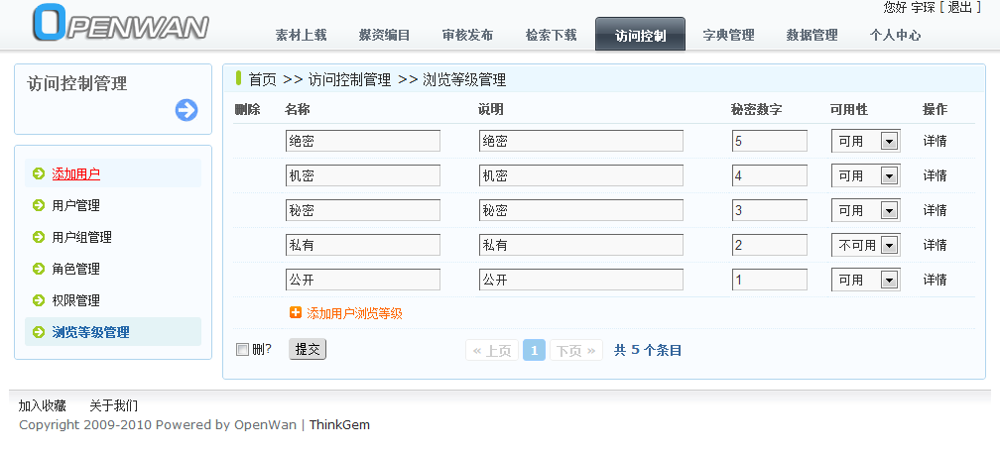 您好 宇琛 [ 退出 ]
OPENWAN
素材上载 媒资编目 审核发布 检索下载 访问控制 字典管理 数据管理 个人中心
访问控制管理
添加用户
用户管理
用户组管理
角色管理
权限管理
浏览等级管理
首页 >> 访问控制管理 >> 浏览等级管理
删除 名称 说明 秘密数字 可用性 操作
绝密 绝密 5 可用 详情
机密 机密 4 可用 详情
秘密 秘密 3 可用 详情
私有 私有 2 不可用 详情
公开 公开 1 可用 详情
添加用户浏览等级
删? 提交 « 上页 1 下页 » 共 5 个条目
加入收藏 关于我们
Copyright 2009-2010 Powered by OpenWan | ThinkGem